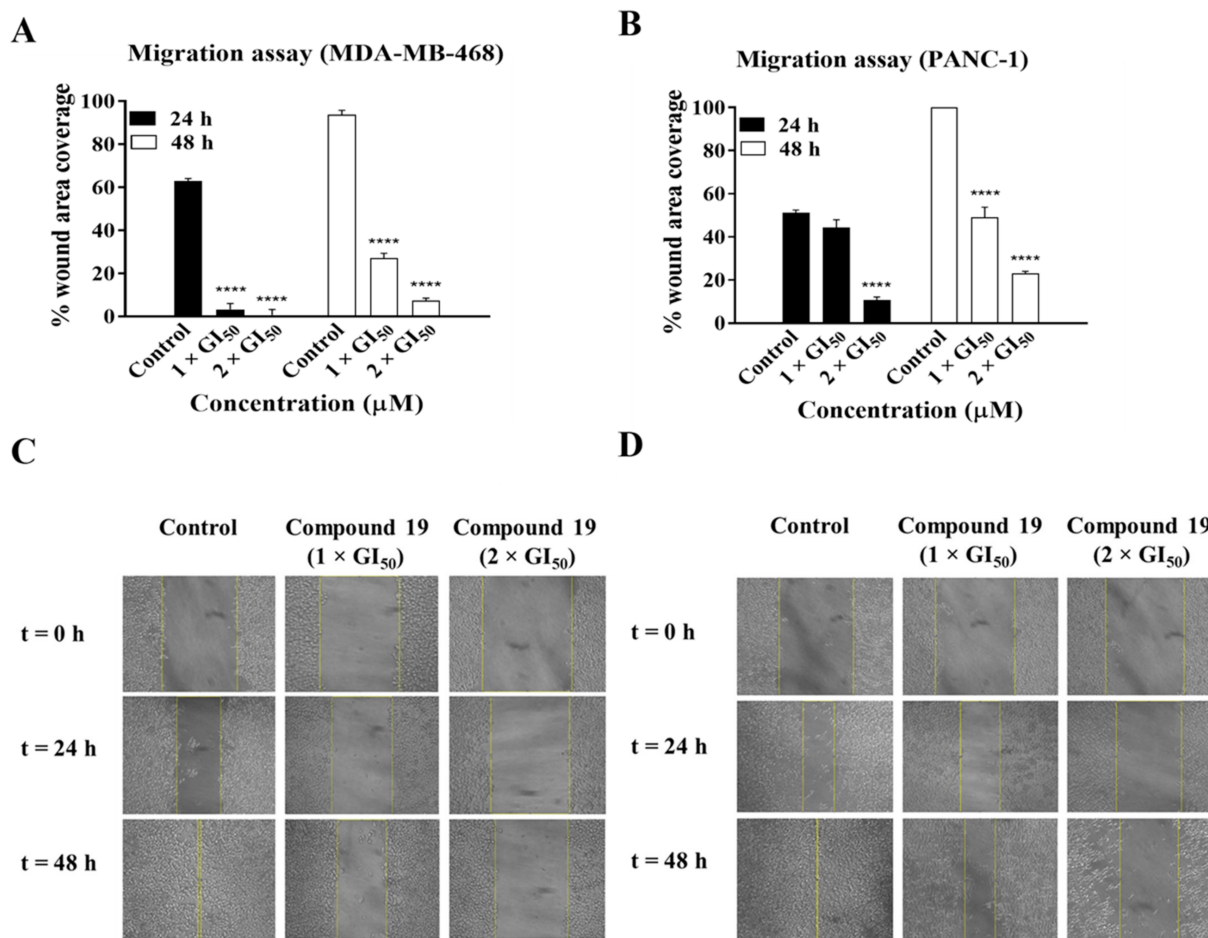 A
Migration assay (MDA-MB-468)
% wound area coverage
100
80
60
40
20
0
24 h
48 h
****
****
****
****
Control
1 × GI₅₀
2 × GI₅₀
Control
1 × GI₅₀
2 × GI₅₀
Concentration (μM)
B
Migration assay (PANC-1)
% wound area coverage
100
80
60
40
20
0
24 h
48 h
****
****
****
Control
1 × GI₅₀
2 × GI₅₀
Control
1 × GI₅₀
2 × GI₅₀
Concentration (μM)
C
Control
Compound 19
(1 × GI₅₀)
Compound 19
(2 × GI₅₀)
t = 0 h
t = 24 h
t = 48 h
D
Control
Compound 19
(1 × GI₅₀)
Compound 19
(2 × GI₅₀)
t = 0 h
t = 24 h
t = 48 h